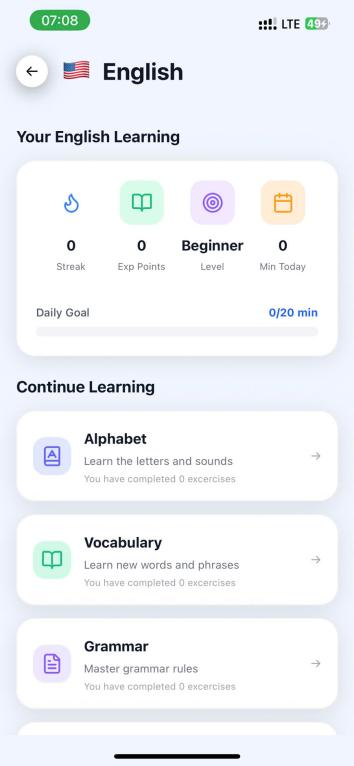 07:08
LTE 49
English
Your English Learning
0 0 Beginner 0
Streak Exp Points Level Min Today
Daily Goal 0/20 min
Continue Learning
Alphabet
Learn the letters and sounds
You have completed 0 excercises
Vocabulary
Learn new words and phrases
You have completed 0 excercises
Grammar
Master grammar rules
You have completed 0 excercises